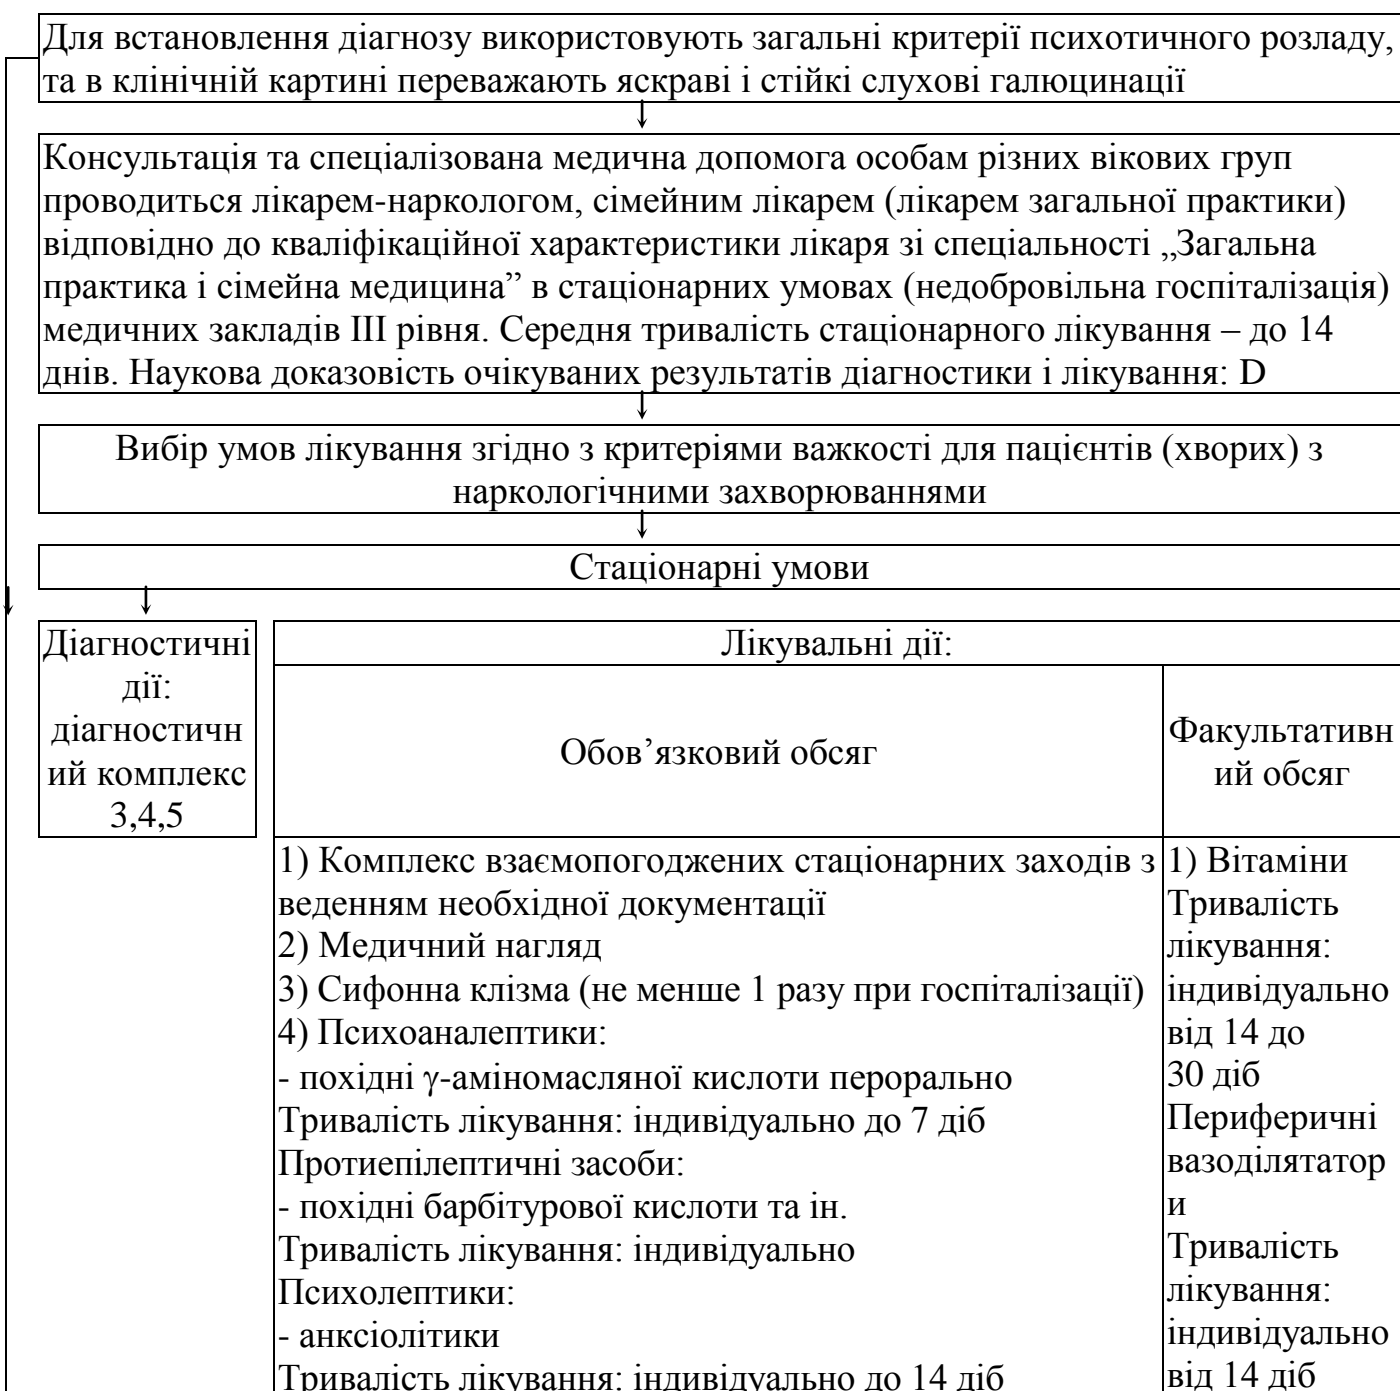 Для встановлення діагнозу використовують загальні критерії психотичного розладу,
та в клінічній картині переважають яскраві і стійкі слухові галюцинації
Консультація та спеціалізована медична допомога особам різних вікових груп
проводиться лікарем-наркологом, сімейним лікарем (лікарем загальної практики)
відповідно до кваліфікаційної характеристики лікаря зі спеціальності „Загальна
практика і сімейна медицина” в стаціонарних умовах (недобровільна госпіталізація)
медичних закладів ІІІ рівня. Середня тривалість стаціонарного лікування – до 14
днів. Наукова доказовість очікуваних результатів діагностики і лікування: D
Вибір умов лікування згідно з критеріями важкості для пацієнтів (хворих) з
наркологічними захворюваннями
Стаціонарні умови
Діагностичні
дії:
діагностичн
ий комплекс
3,4,5
Лікувальні дії:
Обов’язковий обсяг
Факультативн
ий обсяг
1) Комплекс взаємопогоджених стаціонарних заходів з
веденням необхідної документації
2) Медичний нагляд
3) Сифонна клізма (не менше 1 разу при госпіталізації)
4) Психоаналептики:
- похідні γ-аміномасляної кислоти перорально
Тривалість лікування: індивідуально до 7 діб
Протиепілептичні засоби:
- похідні барбітурової кислоти та ін.
Тривалість лікування: індивідуально
Психолептики:
- анксіолітики
Тривалість лікування: індивідуально до 14 діб
1) Вітаміни
Тривалість
лікування:
індивідуально
від 14 до
30 діб
Периферичні
вазоділятатор
и
Тривалість
лікування:
індивідуально
від 14 діб